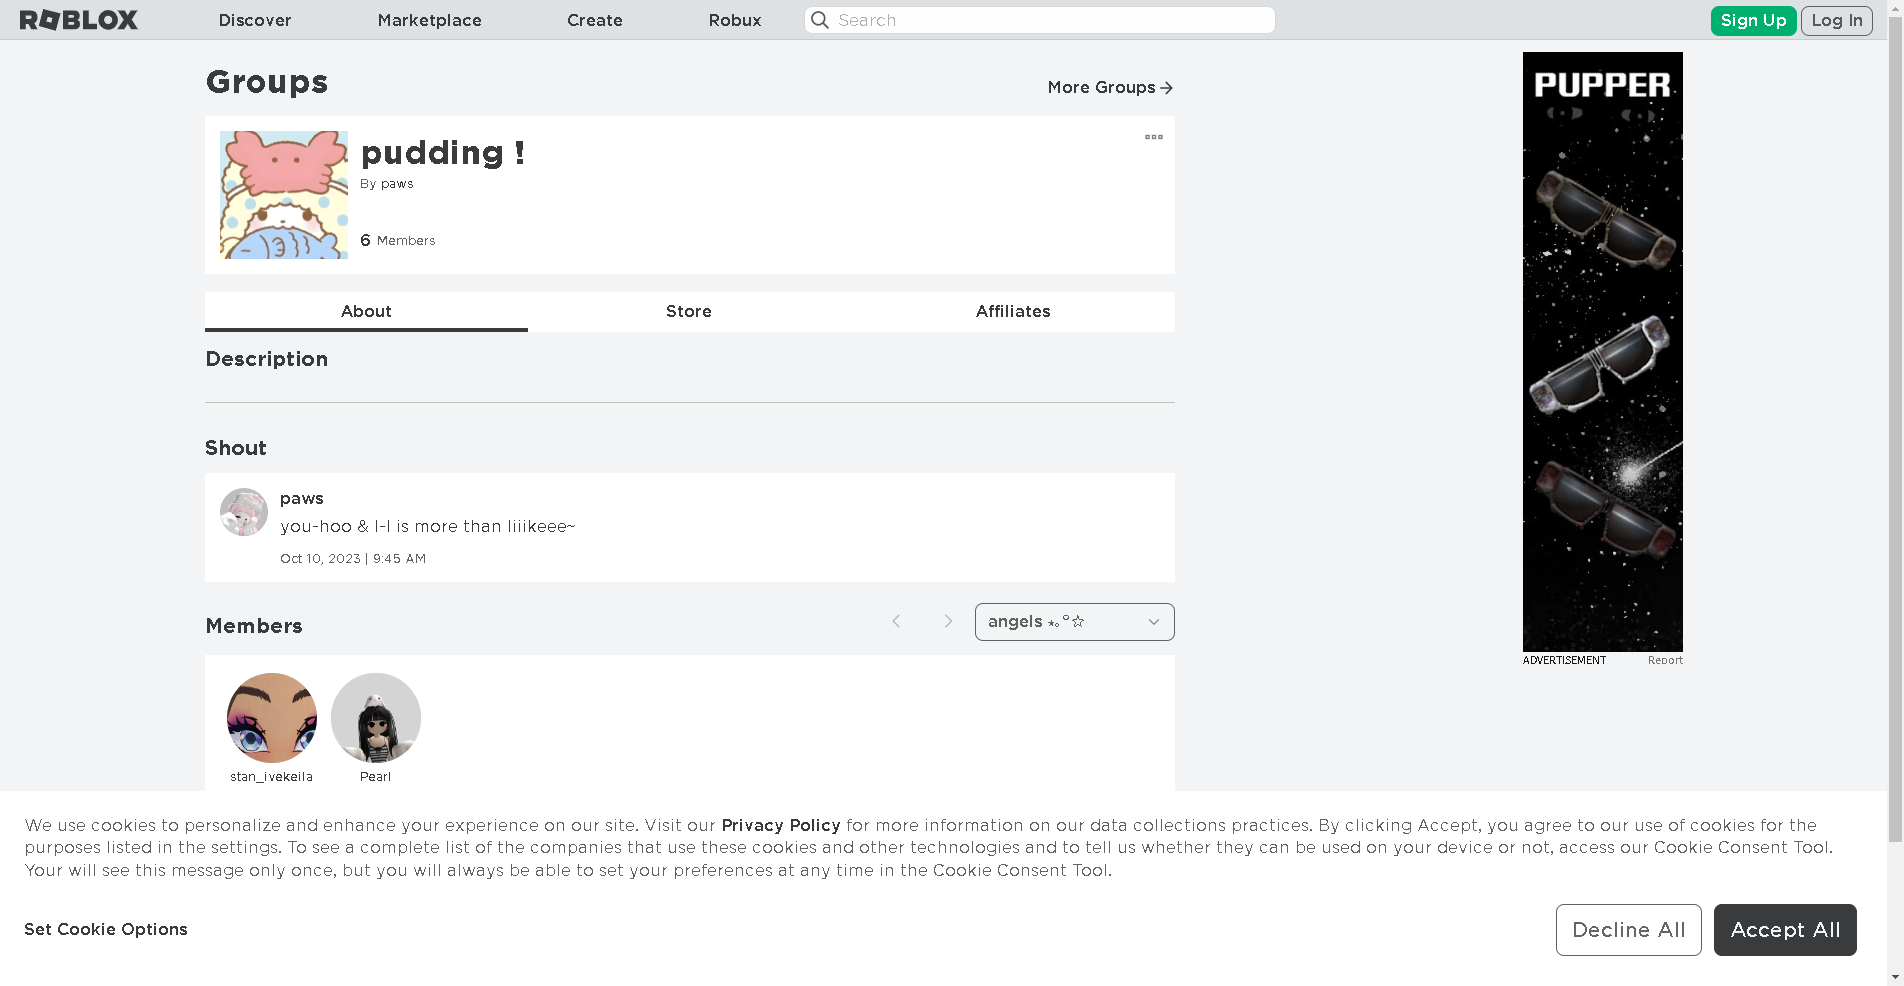 ROBLOX Discover Marketplace Create Robux Search Sign Up Log In
Groups
More Groups
pudding !
By paws
6 Members
About Store Affiliates
Description
Shout
paws
you-hoo & I-I is more than liiikeee~
Oct 10, 2023 | 9:45 AM
Members
angels ⋆｡°☆
stan_ivekeila Pearl
PUPPER
ADVERTISEMENT Report
We use cookies to personalize and enhance your experience on our site. Visit our Privacy Policy for more information on our data collections practices. By clicking Accept, you agree to our use of cookies for the
purposes listed in the settings. To see a complete list of the companies that use these cookies and other technologies and to tell us whether they can be used on your device or not, access our Cookie Consent Tool.
Your will see this message only once, but you will always be able to set your preferences at any time in the Cookie Consent Tool.
Set Cookie Options
Decline All
Accept All